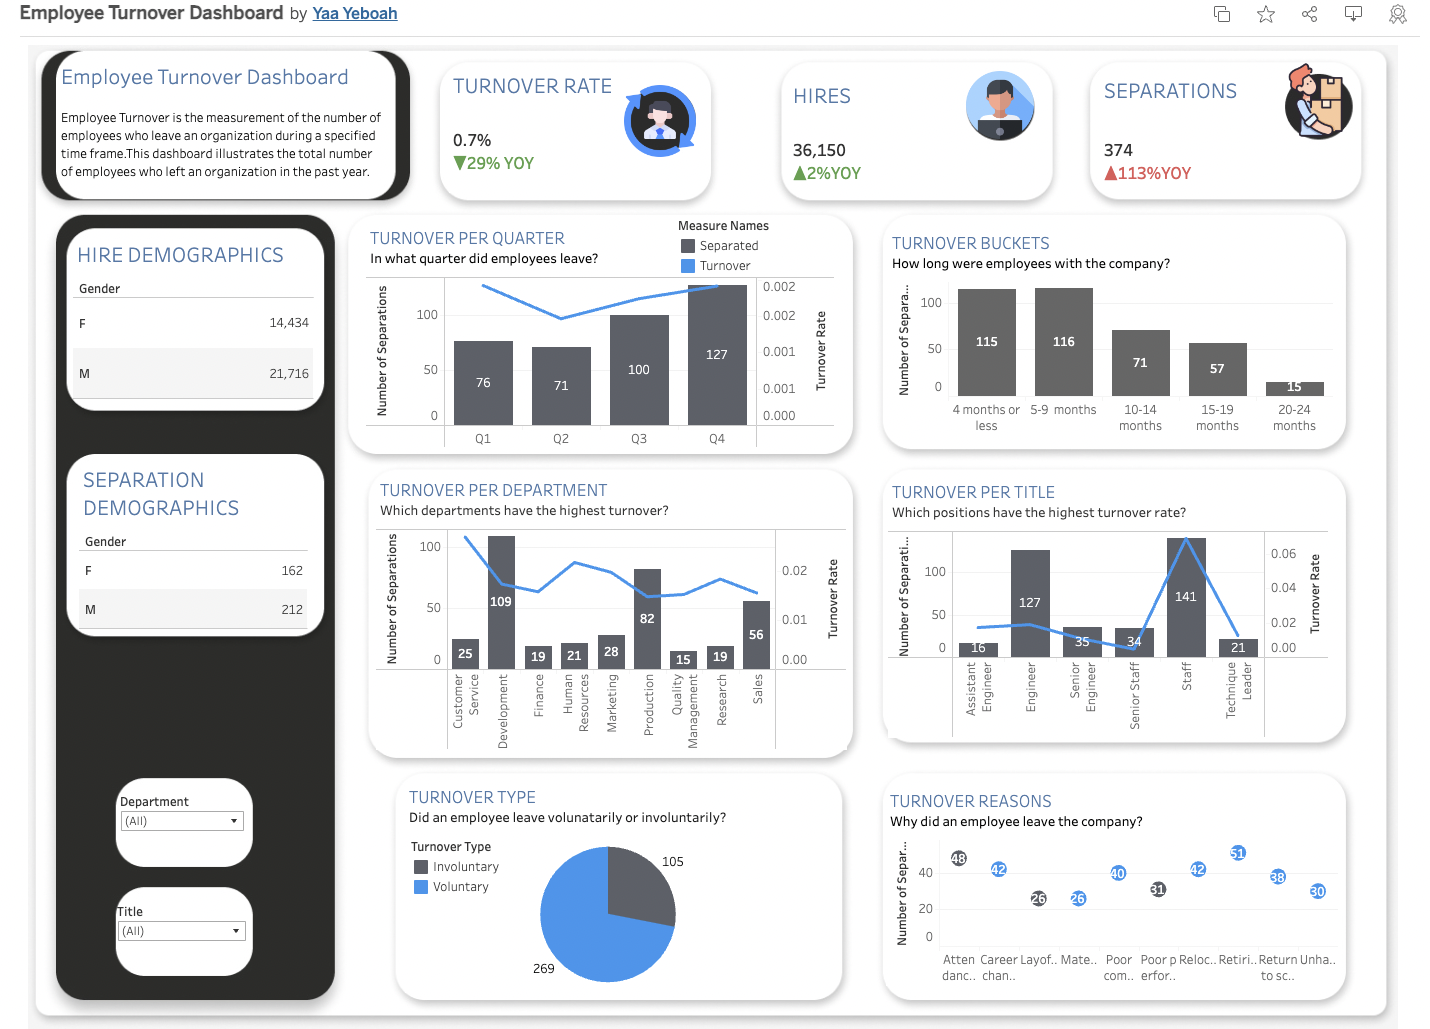 Employee Turnover Dashboard by Yaa Yeboah
Employee Turnover Dashboard
Employee Turnover is the measurement of the number of
employees who leave an organization during a specified
time frame.This dashboard illustrates the total number
of employees who left an organization in the past year.
TURNOVER RATE
0.7%
▼29% YOY
HIRES
36,150
▲2%YOY
SEPARATIONS
374
▲113%YOY
HIRE DEMOGRAPHICS
Gender
F 14,434
M 21,716
SEPARATION
DEMOGRAPHICS
Gender
F 162
M 212
Department
(All)
Title
(All)
TURNOVER PER QUARTER
In what quarter did employees leave?
Measure Names
Separated
Turnover
Number of Separations
100
50
0
76
71
100
127
0.002
0.002
0.001
0.001
0.000
Turnover Rate
Q1 Q2 Q3 Q4
TURNOVER BUCKETS
How long were employees with the company?
Number of Separa...
100
50
0
115
116
71
57
15
4 months or
less
5-9 months
10-14
months
15-19
months
20-24
months
TURNOVER PER DEPARTMENT
Which departments have the highest turnover?
Number of Separations
100
50
0
25
109
19
21
28
82
15
19
56
0.02
0.01
0.00
Turnover Rate
Customer
Service
Development
Finance
Human
Resources
Marketing
Production
Quality
Management
Research
Sales
TURNOVER PER TITLE
Which positions have the highest turnover rate?
Number of Separati...
100
50
0
16
127
35
34
141
21
0.06
0.04
0.02
0.00
Turnover Rate
Assistant
Engineer
Engineer
Senior
Engineer
Senior Staff
Staff
Technique
Leader
TURNOVER TYPE
Did an employee leave volunatarily or involuntarily?
Turnover Type
Involuntary
Voluntary
105
269
TURNOVER REASONS
Why did an employee leave the company?
Number of Separ...
40
20
0
48
42
26
26
40
31
42
51
38
30
Atten
danc..
Career
chan..
Layof..
Mate..
Poor
com..
Poor p
erfor..
Reloc..
Retiri..
Return
to sc..
Unha..